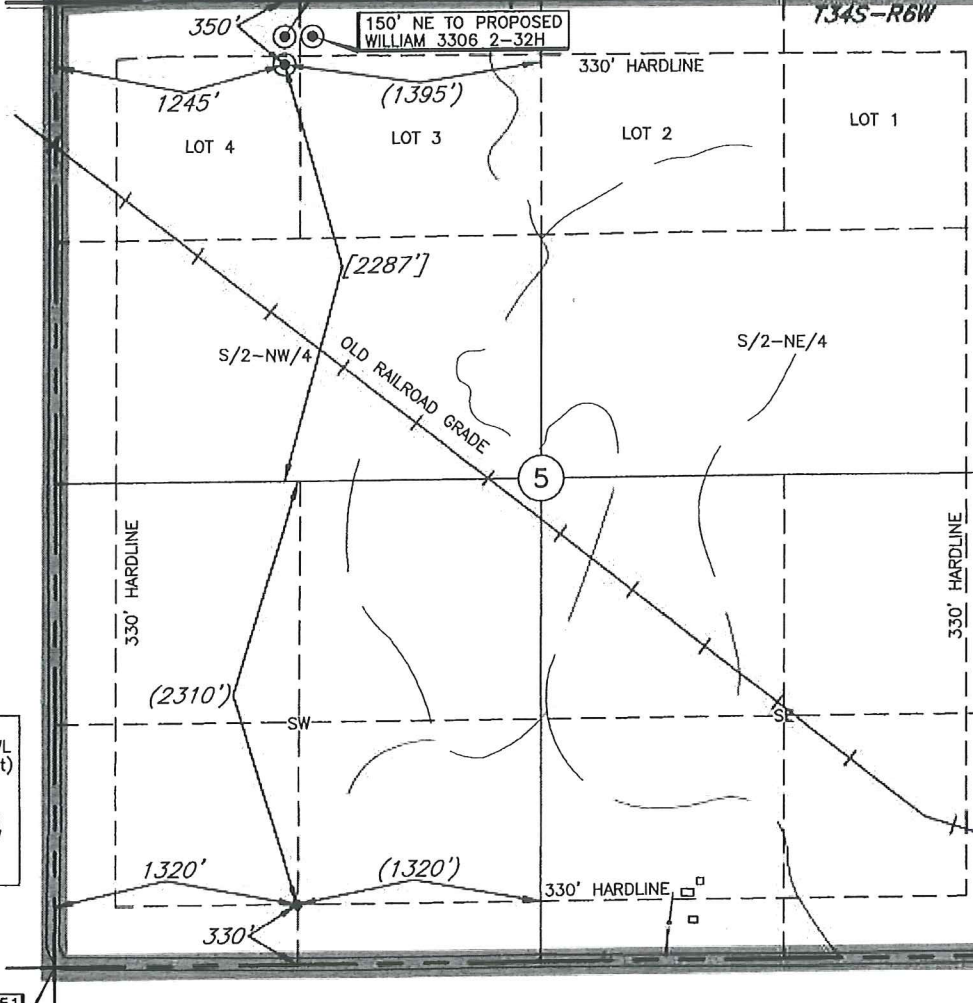 T34S-R6W
350'
150' NE TO PROPOSED
WILLIAM 3306 2-32H
330' HARDLINE
1245'
(1395')
LOT 4
LOT 3
LOT 2
LOT 1
[2287']
S/2-NW/4
OLD RAILROAD GRADE
S/2-NE/4
5
330' HARDLINE
330' HARDLINE
(2310')
SW
SE
1320'
(1320')
330' HARDLINE
330'